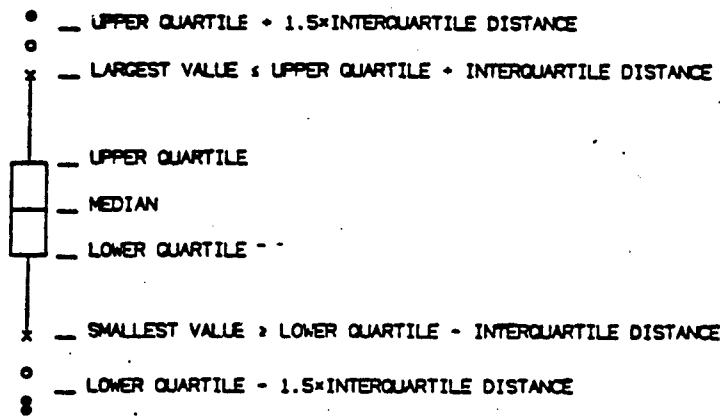 UPPER QUARTILE + 1.5×INTERQUARTILE DISTANCE
LARGEST VALUE ≤ UPPER QUARTILE + INTERQUARTILE DISTANCE
UPPER QUARTILE
MEDIAN
LOWER QUARTILE
SMALLEST VALUE ≥ LOWER QUARTILE - INTERQUARTILE DISTANCE
LOWER QUARTILE - 1.5×INTERQUARTILE DISTANCE